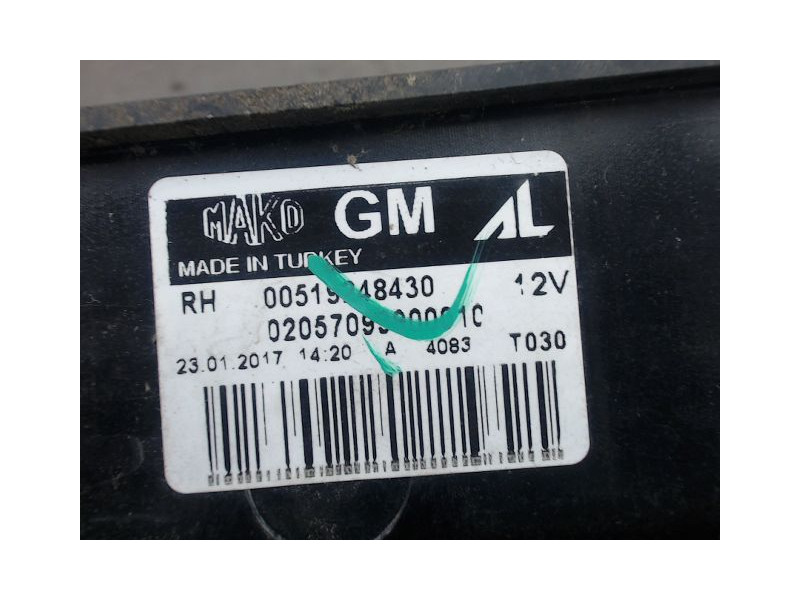 MAKO GM AL
MADE IN TURKEY
RH 12V
23.01.2017 14:20 A 4083 T030